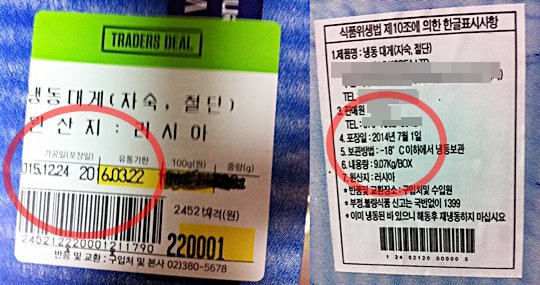 TRADERS DEAL
냉동대게(자숙, 절단)
원산지 : 러시아
가공일(포장일) 유통기한 100g(원) 중량(g)
015.12.24 2016.03.22
2452 가격(원)
220001
2452122200012111790
반품 및 교환 : 구입처 및 본사 02)380-5678
식품위생법 제10조에 의한 한글표시사항
1.제품명 : 냉동 대게(자숙, 절단)
TEL
3. 판매원
TEL
4. 포장일 : 2014년 7월 1일
5. 보관방법 : -18° C 이하에서 냉동보관
6. 내용량 : 9.07Kg/BOX
7. 원산지 : 러시아
* 반품및 교환장소 - 구입처및 수입원
* 부정,불량식품 신고는 국번없이 1399
* 이미 냉동된 바 있으니 해동후 재냉동하지 마십시오
1 24 52120 00000 5